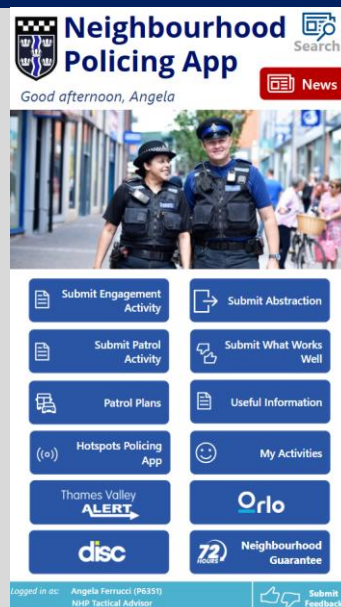 Neighbourhood
Policing App
Search
News
Good afternoon, Angela
Submit Engagement
Activity
Submit Abstraction
Submit Patrol
Activity
Submit What Works
Well
Patrol Plans
Useful Information
Hotspots Policing
App
My Activities
Thames Valley
ALERT
Orlo
disc
72
HOURS
Neighbourhood
Guarantee
Logged in as:
Angela Ferrucci (P6351)
NHP Tactical Advisor
Submit
Feedback